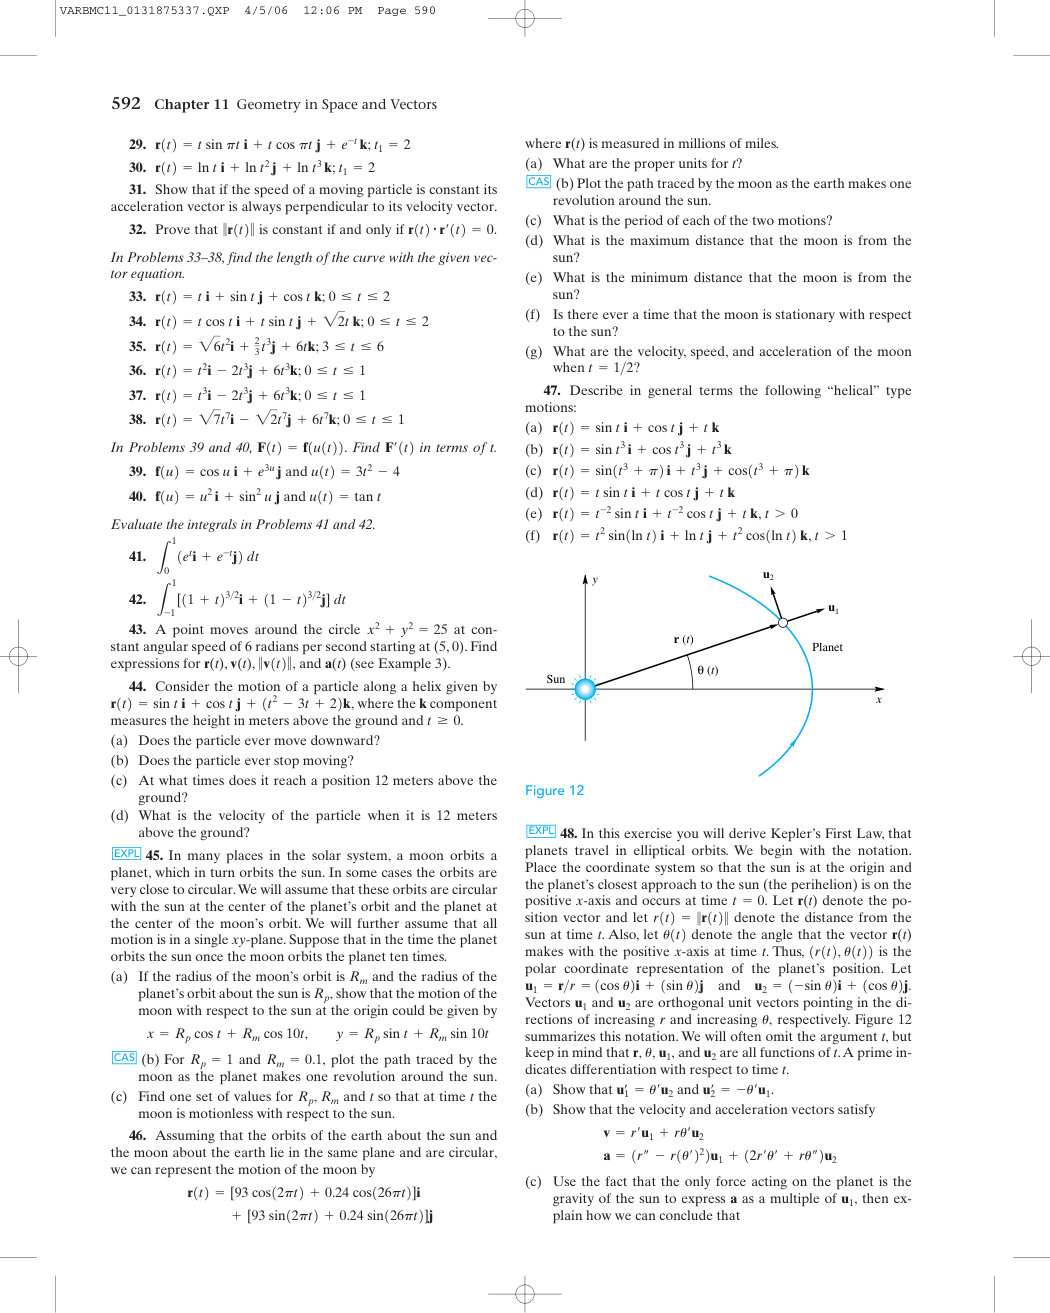 VARBMC11_0131875337.QXP 4/5/06 12:06 PM Page 590
592 Chapter 11 Geometry in Space and Vectors
29. r(t) = t sin πt i + t cos πt j + e⁻ᵗ k; t₁ = 2
30. r(t) = ln t i + ln t² j + ln t³ k; t₁ = 2
31. Show that if the speed of a moving particle is constant its
acceleration vector is always perpendicular to its velocity vector.
32. Prove that ‖r(t)‖ is constant if and only if r(t) · r′(t) = 0.
In Problems 33–38, find the length of the curve with the given vec-
tor equation.
33. r(t) = t i + sin t j + cos t k; 0 ≤ t ≤ 2
34. r(t) = t cos t i + t sin t j + √2t k; 0 ≤ t ≤ 2
35. r(t) = √6t²i + 2/3 t³j + 6tk; 3 ≤ t ≤ 6
36. r(t) = t²i − 2t³j + 6t³k; 0 ≤ t ≤ 1
37. r(t) = t³i − 2t³j + 6t³k; 0 ≤ t ≤ 1
38. r(t) = √7t⁷i − √2t⁷j + 6t⁷k; 0 ≤ t ≤ 1
In Problems 39 and 40, F(t) = f(u(t)). Find F′(t) in terms of t.
39. f(u) = cos u i + e³ᵘ j and u(t) = 3t² − 4
40. f(u) = u² i + sin² u j and u(t) = tan t
Evaluate the integrals in Problems 41 and 42.
41. ∫₀¹ (eᵗi + e⁻ᵗj) dt
42. ∫₋₁¹ [(1 + t)^3/2 i + (1 − t)^3/2 j] dt
43. A point moves around the circle x² + y² = 25 at con-
stant angular speed of 6 radians per second starting at (5, 0). Find
expressions for r(t), v(t), ‖v(t)‖, and a(t) (see Example 3).
44. Consider the motion of a particle along a helix given by
r(t) = sin t i + cos t j + (t² − 3t + 2)k, where the k component
measures the height in meters above the ground and t ≥ 0.
(a) Does the particle ever move downward?
(b) Does the particle ever stop moving?
(c) At what times does it reach a position 12 meters above the
ground?
(d) What is the velocity of the particle when it is 12 meters
above the ground?
EXPL 45. In many places in the solar system, a moon orbits a
planet, which in turn orbits the sun. In some cases the orbits are
very close to circular. We will assume that these orbits are circular
with the sun at the center of the planet's orbit and the planet at
the center of the moon's orbit. We will further assume that all
motion is in a single xy-plane. Suppose that in the time the planet
orbits the sun once the moon orbits the planet ten times.
(a) If the radius of the moon's orbit is Rₘ and the radius of the
planet's orbit about the sun is Rₚ, show that the motion of the
moon with respect to the sun at the origin could be given by
x = Rₚ cos t + Rₘ cos 10t, y = Rₚ sin t + Rₘ sin 10t
CAS (b) For Rₚ = 1 and Rₘ = 0.1, plot the path traced by the
moon as the planet makes one revolution around the sun.
(c) Find one set of values for Rₚ, Rₘ and t so that at time t the
moon is motionless with respect to the sun.
46. Assuming that the orbits of the earth about the sun and
the moon about the earth lie in the same plane and are circular,
we can represent the motion of the moon by
r(t) = [93 cos(2πt) + 0.24 cos(26πt)]i
+ [93 sin(2πt) + 0.24 sin(26πt)]j
where r(t) is measured in millions of miles.
(a) What are the proper units for t?
CAS (b) Plot the path traced by the moon as the earth makes one
revolution around the sun.
(c) What is the period of each of the two motions?
(d) What is the maximum distance that the moon is from the
sun?
(e) What is the minimum distance that the moon is from the
sun?
(f) Is there ever a time that the moon is stationary with respect
to the sun?
(g) What are the velocity, speed, and acceleration of the moon
when t = 1/2?
47. Describe in general terms the following “helical” type
motions:
(a) r(t) = sin t i + cos t j + t k
(b) r(t) = sin t³ i + cos t³ j + t³ k
(c) r(t) = sin(t³ + π) i + t³ j + cos(t³ + π) k
(d) r(t) = t sin t i + t cos t j + t k
(e) r(t) = t⁻² sin t i + t⁻² cos t j + t k, t > 0
(f) r(t) = t² sin(ln t) i + ln t j + t² cos(ln t) k, t > 1
y
u₂
u₁
r (t)
Planet
θ (t)
Sun
x
Figure 12
EXPL 48. In this exercise you will derive Kepler's First Law, that
planets travel in elliptical orbits. We begin with the notation.
Place the coordinate system so that the sun is at the origin and
the planet's closest approach to the sun (the perihelion) is on the
positive x-axis and occurs at time t = 0. Let r(t) denote the po-
sition vector and let r(t) = ‖r(t)‖ denote the distance from the
sun at time t. Also, let θ(t) denote the angle that the vector r(t)
makes with the positive x-axis at time t. Thus, (r(t), θ(t)) is the
polar coordinate representation of the planet's position. Let
u₁ = r/r = (cos θ)i + (sin θ)j and u₂ = (−sin θ)i + (cos θ)j.
Vectors u₁ and u₂ are orthogonal unit vectors pointing in the di-
rections of increasing r and increasing θ, respectively. Figure 12
summarizes this notation. We will often omit the argument t, but
keep in mind that r, θ, u₁, and u₂ are all functions of t. A prime in-
dicates differentiation with respect to time t.
(a) Show that u₁′ = θ′u₂ and u₂′ = −θ′u₁.
(b) Show that the velocity and acceleration vectors satisfy
v = r′u₁ + rθ′u₂
a = (r″ − r(θ′)²)u₁ + (2r′θ′ + rθ″)u₂
(c) Use the fact that the only force acting on the planet is the
gravity of the sun to express a as a multiple of u₁, then ex-
plain how we can conclude that